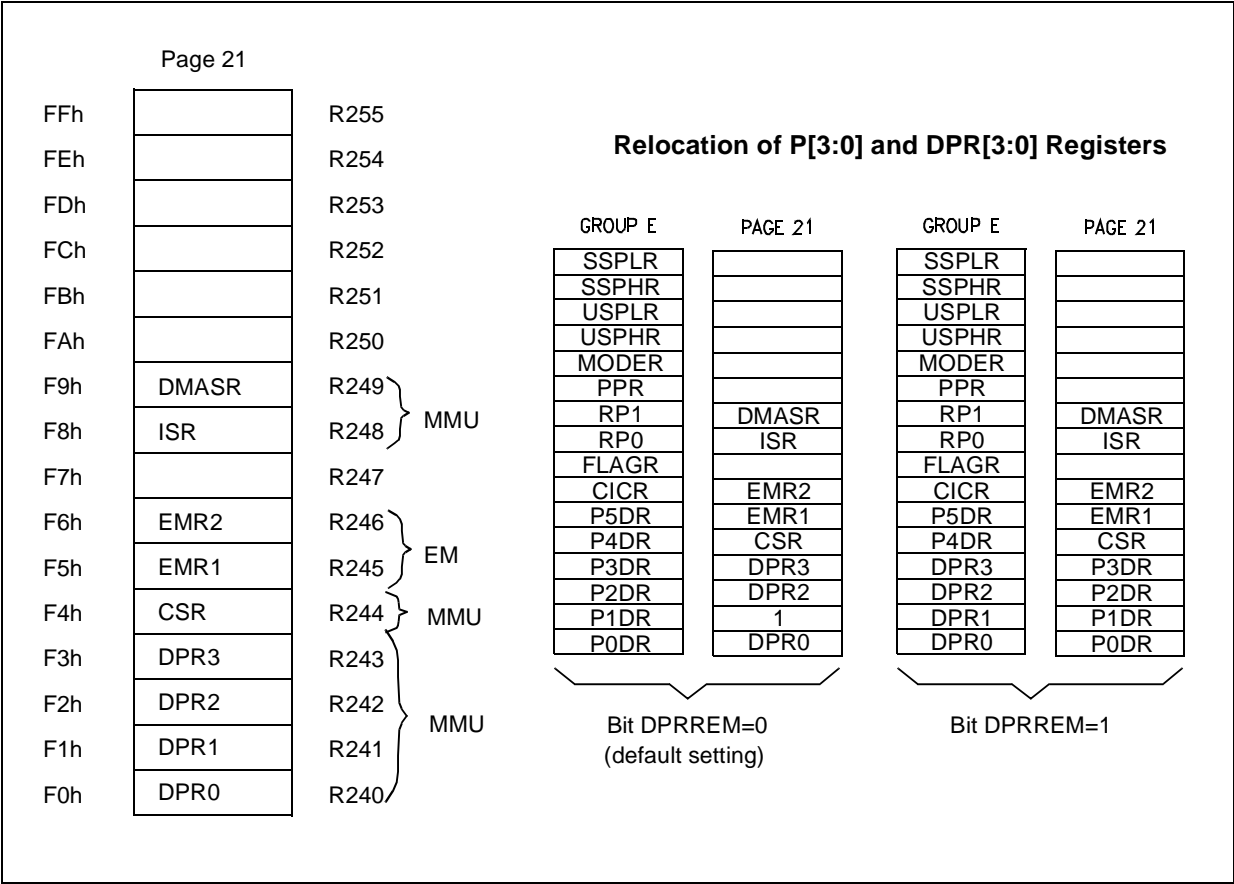 Page 21
FFh R255
FEh R254
FDh R253
FCh R252
FBh R251
FAh R250
F9h DMASR R249
F8h ISR R248
MMU
F7h R247
F6h EMR2 R246
F5h EMR1 R245
EM
F4h CSR R244 MMU
F3h DPR3 R243
F2h DPR2 R242
F1h DPR1 R241
F0h DPR0 R240
MMU
Relocation of P[3:0] and DPR[3:0] Registers
GROUP E PAGE 21 GROUP E PAGE 21
SSPLR SSPLR
SSPHR SSPHR
USPLR USPLR
USPHR USPHR
MODER MODER
PPR PPR
RP1 DMASR RP1 DMASR
RP0 ISR RP0 ISR
FLAGR FLAGR
CICR EMR2 CICR EMR2
P5DR EMR1 P5DR EMR1
P4DR CSR P4DR CSR
P3DR DPR3 DPR3 P3DR
P2DR DPR2 DPR2 P2DR
P1DR 1 DPR1 P1DR
P0DR DPR0 DPR0 P0DR
Bit DPRREM=0 Bit DPRREM=1
(default setting)